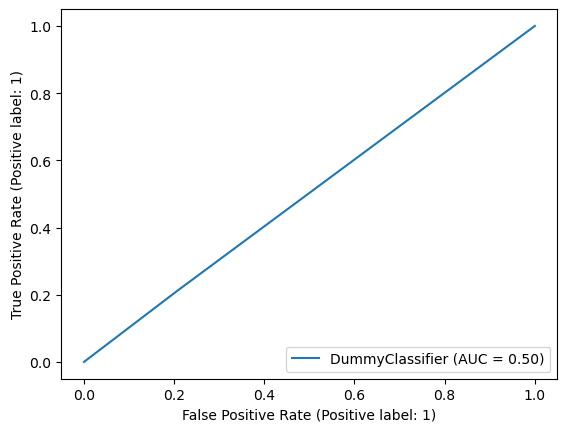 True Positive Rate (Positive label: 1)
1.0
0.8
0.6
0.4
0.2
0.0
DummyClassifier (AUC = 0.50)
0.0 0.2 0.4 0.6 0.8 1.0
False Positive Rate (Positive label: 1)